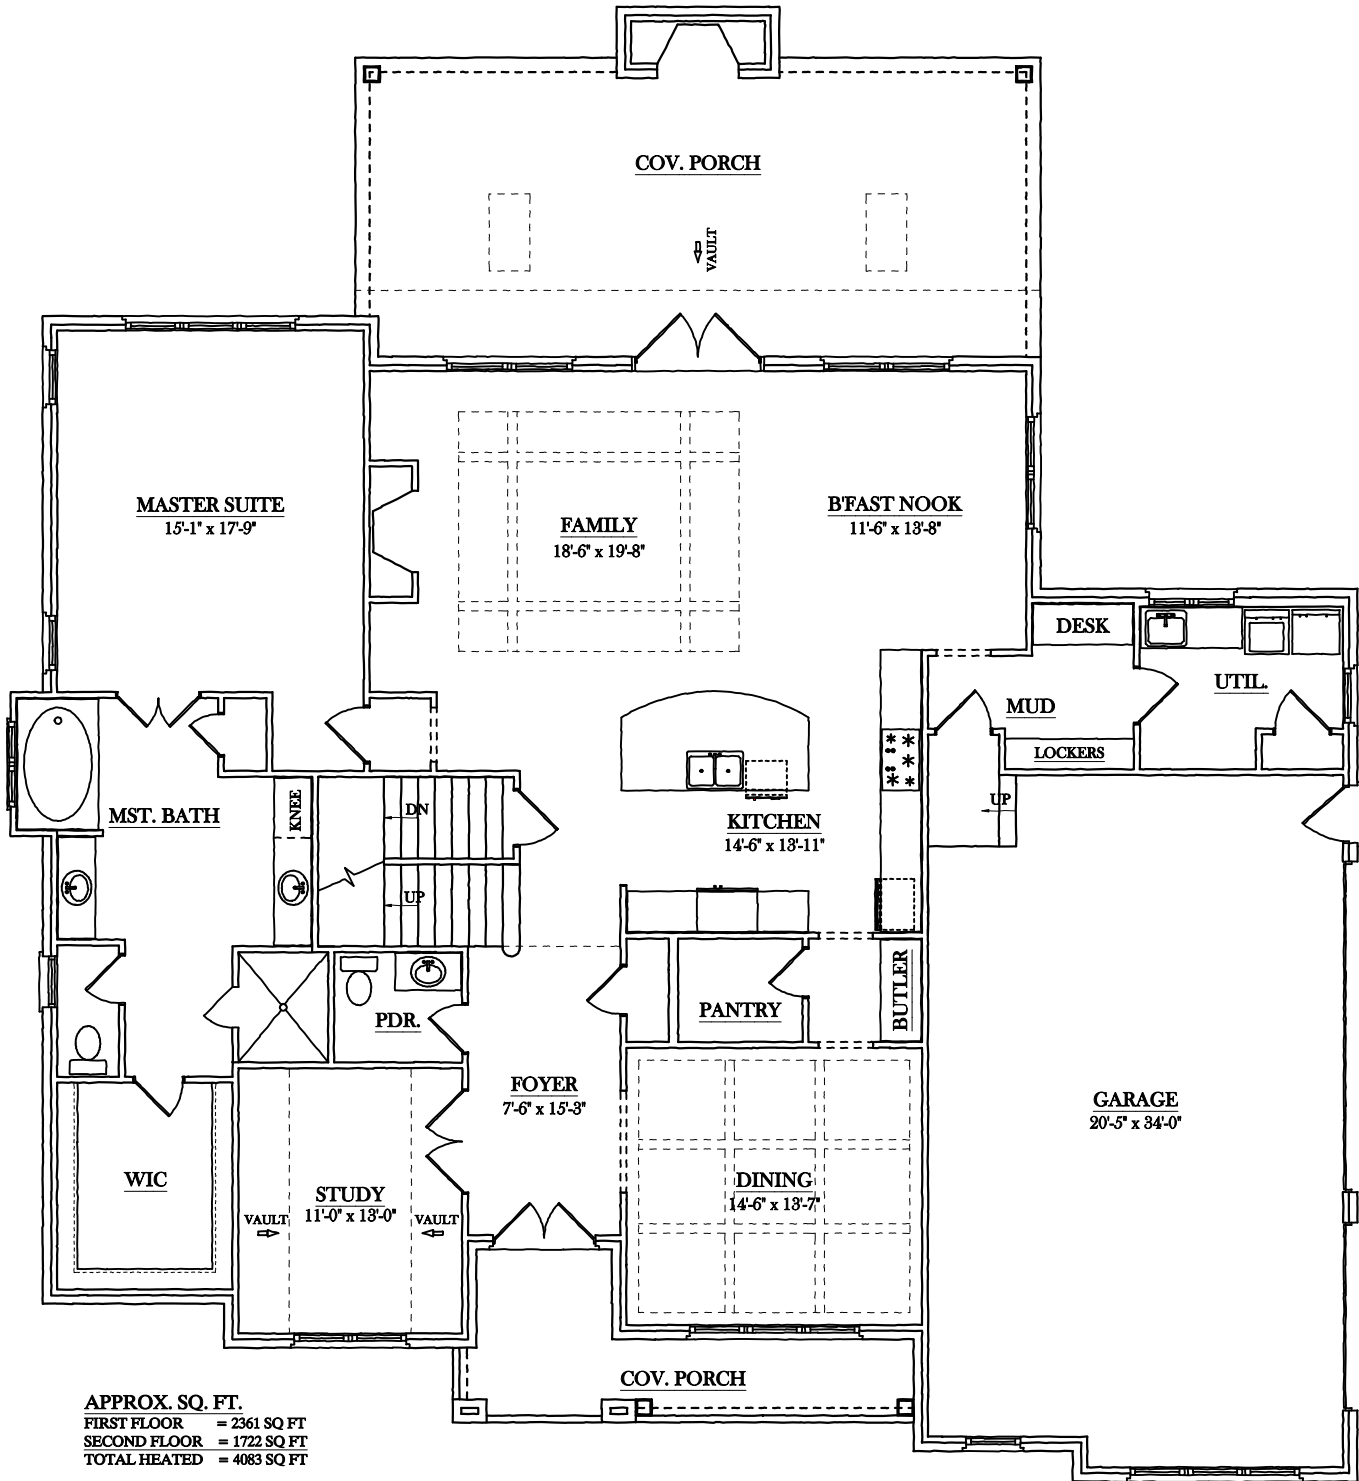 COV. PORCH
VAULT
MASTER SUITE
15'-1" x 17'-9"
FAMILY
18'-6" x 19'-8"
B'FAST NOOK
11'-6" x 13'-8"
DESK
UTIL.
MUD
LOCKERS
UP
MST. BATH
KNEE
DN
UP
KITCHEN
14'-6" x 13'-11"
PANTRY
BUTLER
PDR.
FOYER
7'-6" x 15'-3"
GARAGE
20'-5" x 34'-0"
WIC
STUDY
11'-0" x 13'-0"
VAULT
VAULT
DINING
14'-6" x 13'-7"
COV. PORCH
APPROX. SQ. FT.
FIRST FLOOR = 2361 SQ FT
SECOND FLOOR = 1722 SQ FT
TOTAL HEATED = 4083 SQ FT